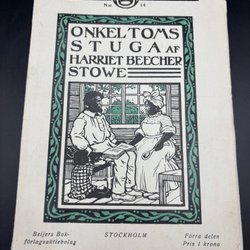 N:r 14
ONKEL TOMS
STUGA AF
HARRIET BEECHER
STOWE
Beijers Bok-
förlagsaktiebolag
STOCKHOLM
Förra delen
Pris 1 krona